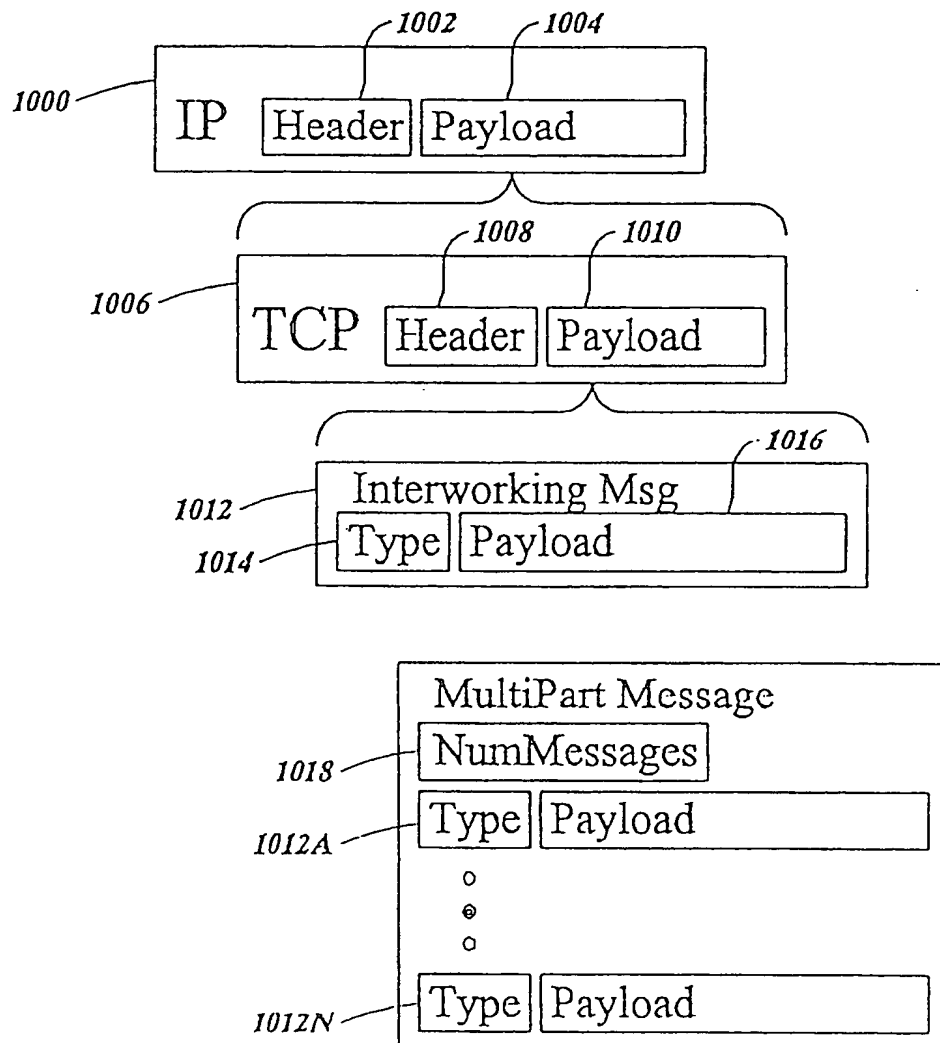 1002 1004
1000
IP Header Payload
1008 1010
1006
TCP Header Payload
1016
1012 Interworking Msg
1014 Type Payload
MultiPart Message
1018 NumMessages
1012A Type Payload
1012N Type Payload